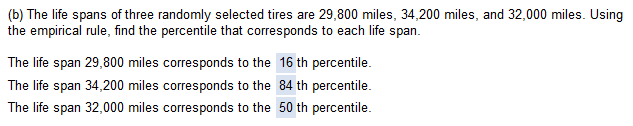 (b) The life spans of three randomly selected tires are 29,800 miles, 34,200 miles, and 32,000 miles. Using
the empirical rule, find the percentile that corresponds to each life span.
The life span 29,800 miles corresponds to the 16 th percentile.
The life span 34,200 miles corresponds to the 84 th percentile.
The life span 32,000 miles corresponds to the 50 th percentile.